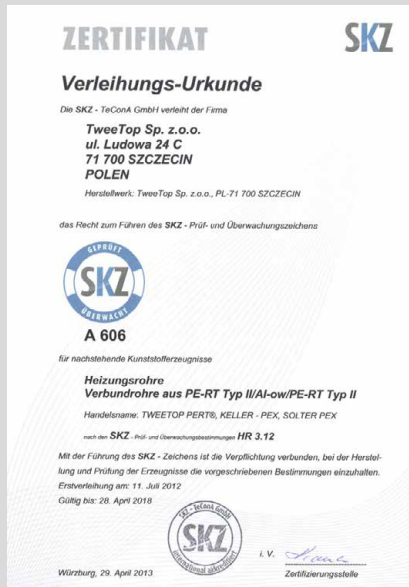 ZERTIFIKAT
SKZ
Verleihungs-Urkunde
Die SKZ - TeConA GmbH verleiht der Firma
TweeTop Sp. z.o.o.
ul. Ludowa 24 C
71 700 SZCZECIN
POLEN
Herstellwerk: TweeTop Sp. z.o.o., PL-71 700 SZCZECIN
das Recht zum Führen des SKZ - Prüf- und Überwachungszeichens
GEPRÜFT
SKZ
ÜBERWACHT
A 606
für nachstehende Kunststofferzeugnisse
Heizungsrohre
Verbundrohre aus PE-RT Typ II/Al-ow/PE-RT Typ II
Handelsname: TWEETOP PERT®, KELLER - PEX, SOLTER PEX
nach den SKZ - Prüf- und Überwachungsbestimmungen HR 3.12
Mit der Führung des SKZ - Zeichens ist die Verpflichtung verbunden, bei der Herstel-
lung und Prüfung der Erzeugnisse die vorgeschriebenen Bestimmungen einzuhalten.
Erstverleihung am: 11. Juli 2012
Gültig bis: 28. April 2018
SKZ - TeConA GmbH
SKZ
international akkreditiert
i. V.
Würzburg, 29. April 2013
Zertifizierungsstelle